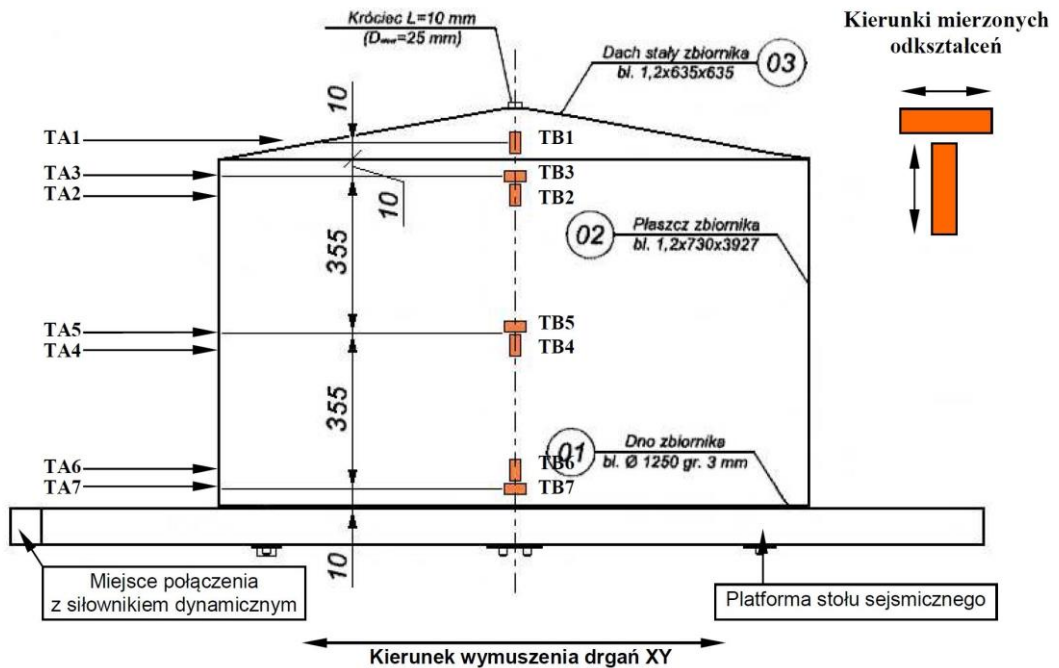 Króciec L=10 mm
=25 mm)
Kierunki mierzonych
odkształceń
Dach stały zbiornika
bl. 1,2x635x635
03
10
TA1
TB1
TA3
TB3
TA2
TB2
10
02
Płaszcz zbiornika
bl. 1,2x730x3927
355
TA5
TB5
TA4
TB4
355
01
Dno zbiornika
bl. Ø 1250 gr. 3 mm
TA6
TB6
TA7
TB7
10
Miejsce połączenia
z siłownikiem dynamicznym
Platforma stołu sejsmicznego
Kierunek wymuszenia drgań XY